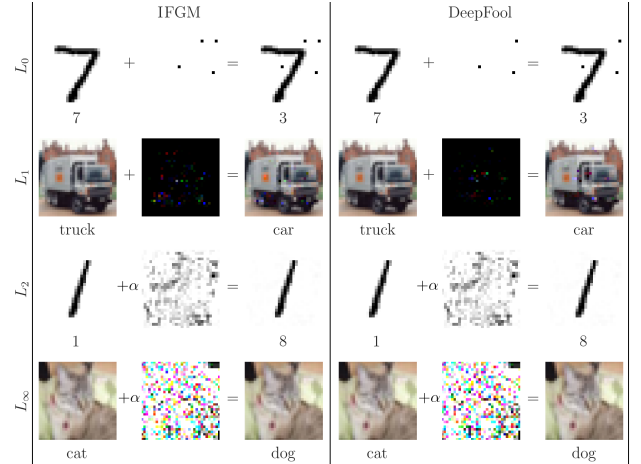 IFGM DeepFool
L₀ + = + =
7 3 7 3
L₁ + = + =
truck car truck car
L₂ +α = +α =
1 8 1 8
L∞ +α = +α =
cat dog cat dog